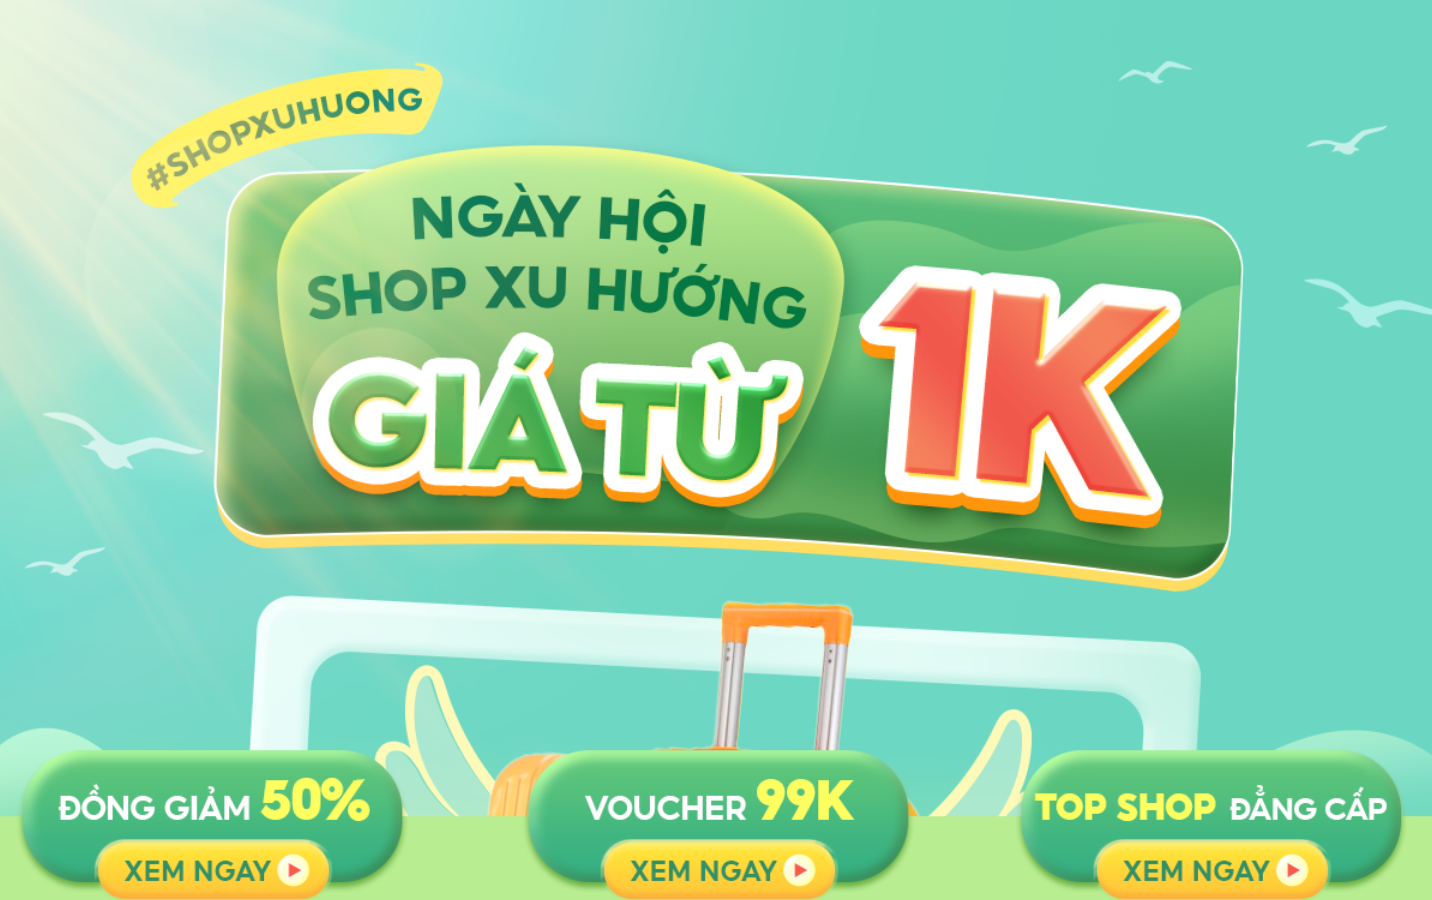 #SHOPXUHUONG
NGÀY HỘI
SHOP XU HƯỚNG
GIÁ TỪ 1K
ĐỒNG GIẢM 50%
XEM NGAY
VOUCHER 99K
XEM NGAY
TOP SHOP ĐẲNG CẤP
XEM NGAY